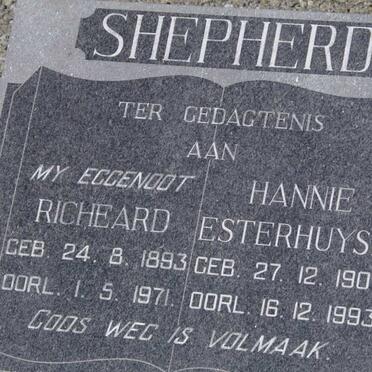 SHEPHERD
TER GEDAGTENIS
AAN
MY EGGENOOT
RICHEARD
GEB. 24. 8. 1893
OORL. 1. 5. 1971.
HANNIE
ESTERHUYS
GEB. 27. 12. 190
OORL. 16. 12. 1993
GODS WEG IS VOLMAAK.